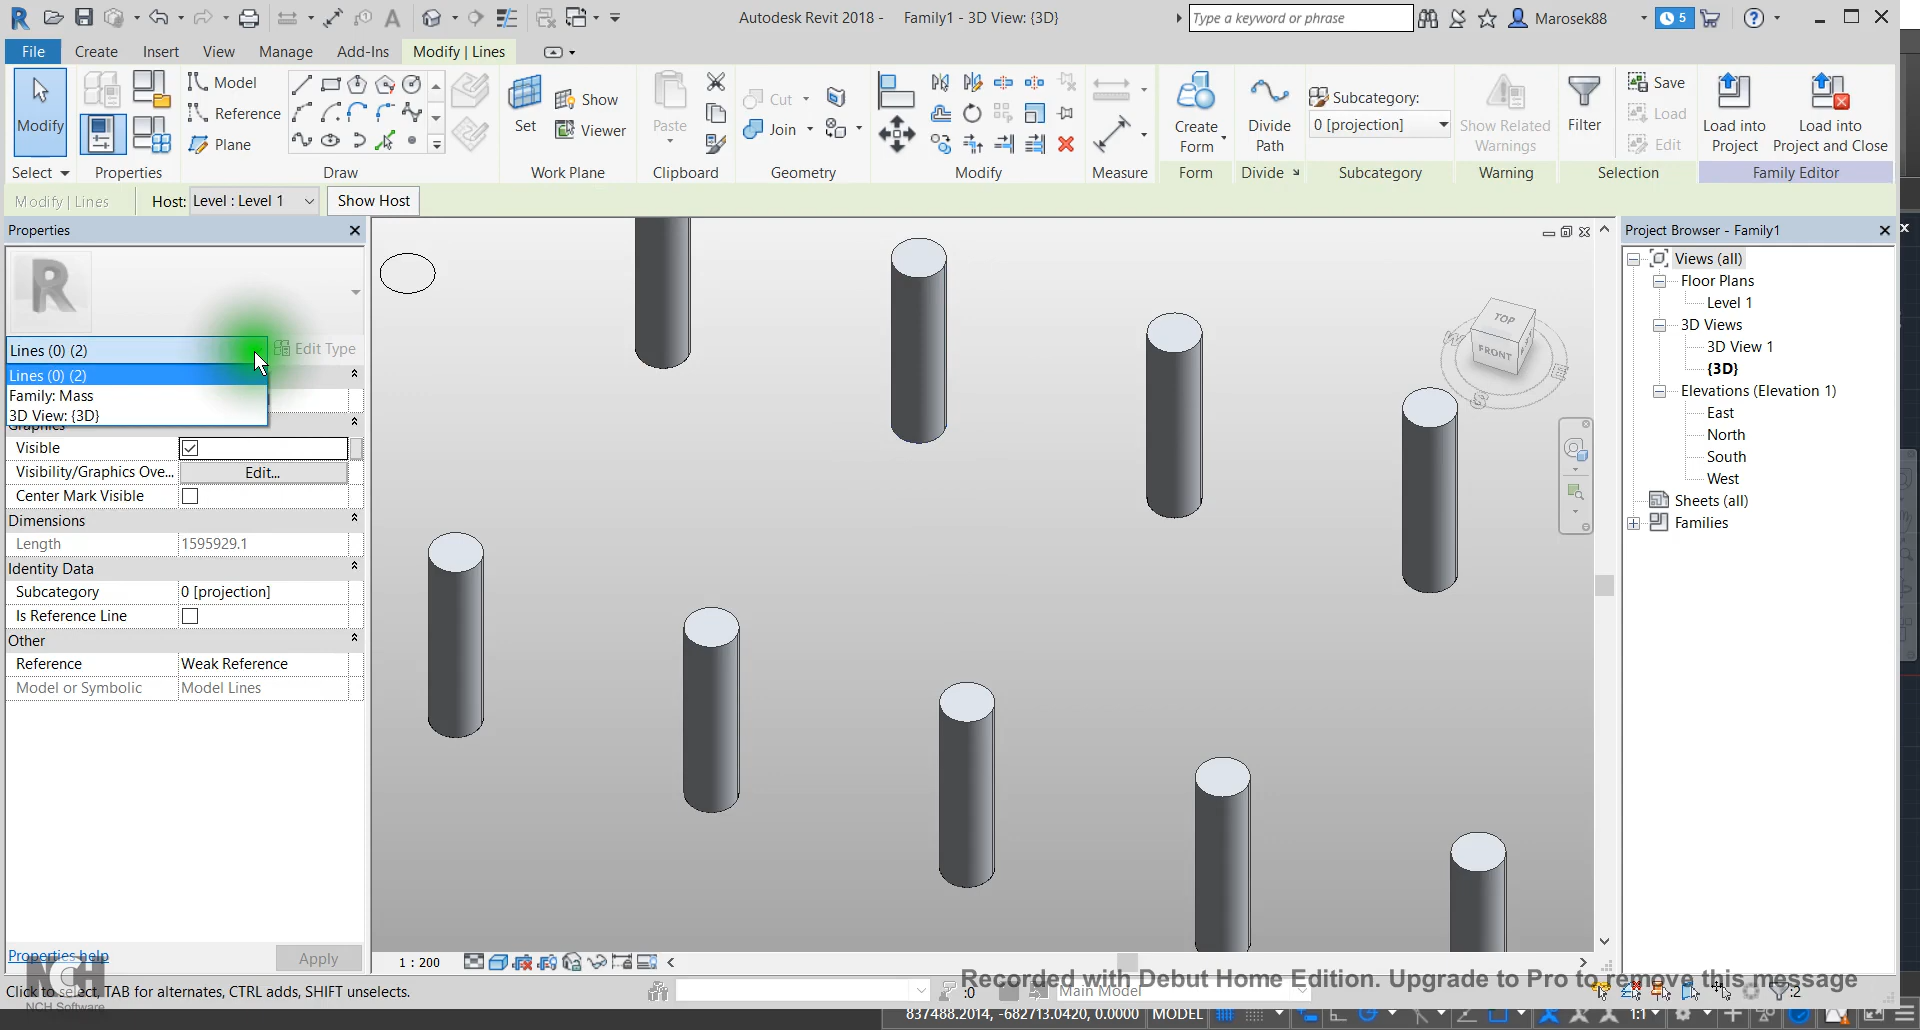 Autodesk Revit 2018 - Family1 - 3D View: {3D}
Type a keyword or phrase
Marosek88
5
File Create Insert View Manage Add-Ins Modify | Lines
Modify
Model
Reference
Plane
Set
Show
Viewer
Paste
Cut
Join
Create Form
Divide Path
Subcategory:
0 [projection]
Show Related Warnings
Filter
Save
Load
Edit
Load into Project
Load into Project and Close
Select Properties Draw Work Plane Clipboard Geometry Modify Measure Form Divide Subcategory Warning Selection Family Editor
Modify | Lines Host: Level : Level 1 Show Host
Properties
R
Lines (0) (2) Edit Type
Lines (0) (2)
Family: Mass
3D View: {3D}
Graphics
Visible
Visibility/Graphics Ove... Edit...
Center Mark Visible
Dimensions
Length 1595929.1
Identity Data
Subcategory 0 [projection]
Is Reference Line
Other
Reference Weak Reference
Model or Symbolic Model Lines
Properties help Apply
TOP
FRONT
Project Browser - Family1
Views (all)
Floor Plans
Level 1
3D Views
3D View 1
{3D}
Elevations (Elevation 1)
East
North
South
West
Sheets (all)
Families
1 : 200
Recorded with Debut Home Edition. Upgrade to Pro to remove this message
NCH
NCH Software
Click to select, TAB for alternates, CTRL adds, SHIFT unselects.
:0
Main Model
:2
837488.2014, -682713.0420, 0.0000 MODEL
1:1